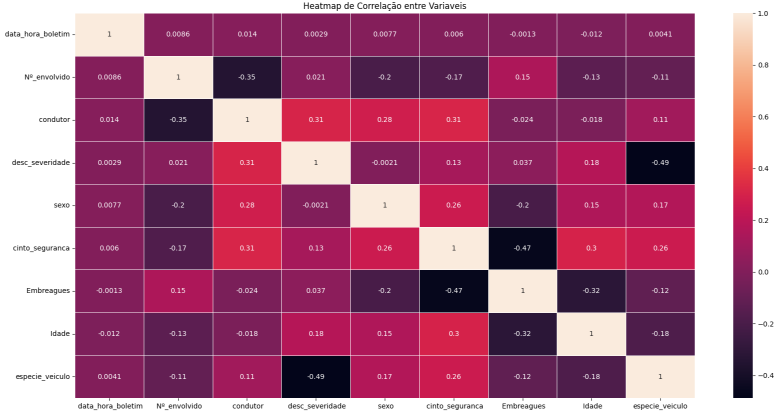 Heatmap de Correlação entre Variaveis
data_hora_boletim 1 0.0086 0.014 0.0029 0.0077 0.006 -0.0013 -0.012 0.0041
1.0
Nº_envolvido 0.0086 1 -0.35 0.021 -0.2 -0.17 0.15 -0.13 -0.11
0.8
condutor 0.014 -0.35 1 0.31 0.28 0.31 -0.024 -0.018 0.11
0.6
desc_severidade 0.0029 0.021 0.31 1 -0.0021 0.13 0.037 0.18 -0.49
0.4
sexo 0.0077 -0.2 0.28 -0.0021 1 0.26 -0.2 0.15 0.17
0.2
cinto_seguranca 0.006 -0.17 0.31 0.13 0.26 1 -0.47 0.3 0.26
0.0
Embreagues -0.0013 0.15 -0.024 0.037 -0.2 -0.47 1 -0.32 -0.12
Idade -0.012 -0.13 -0.018 0.18 0.15 0.3 -0.32 1 -0.18
-0.2
especie_veiculo 0.0041 -0.11 0.11 -0.49 0.17 0.26 -0.12 -0.18 1
-0.4
data_hora_boletim Nº_envolvido condutor desc_severidade sexo cinto_seguranca Embreagues Idade especie_veiculo